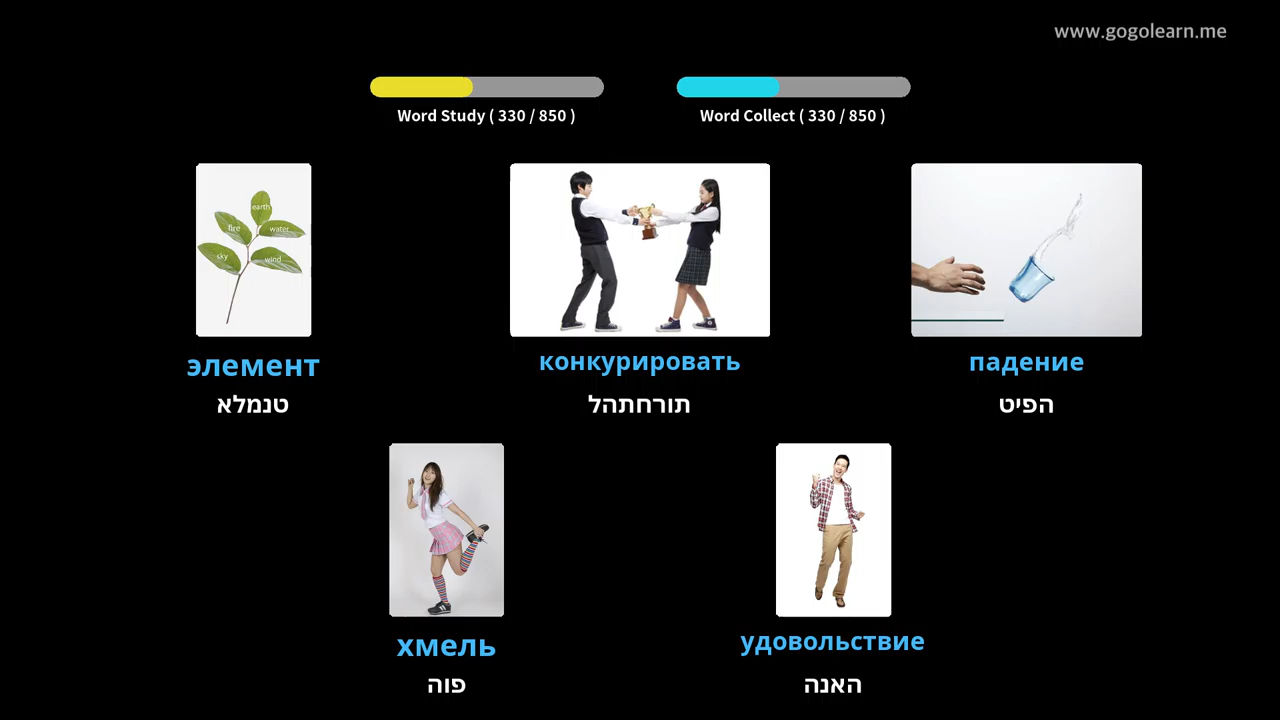 www.gogolearn.me
Word Study ( 330 / 850 )
Word Collect ( 330 / 850 )
earth
fire
water
sky
wind
элемент
טנמלא
конкурировать
תורחתהל
падение
הפיט
хмель
פוה
удовольствие
האנה